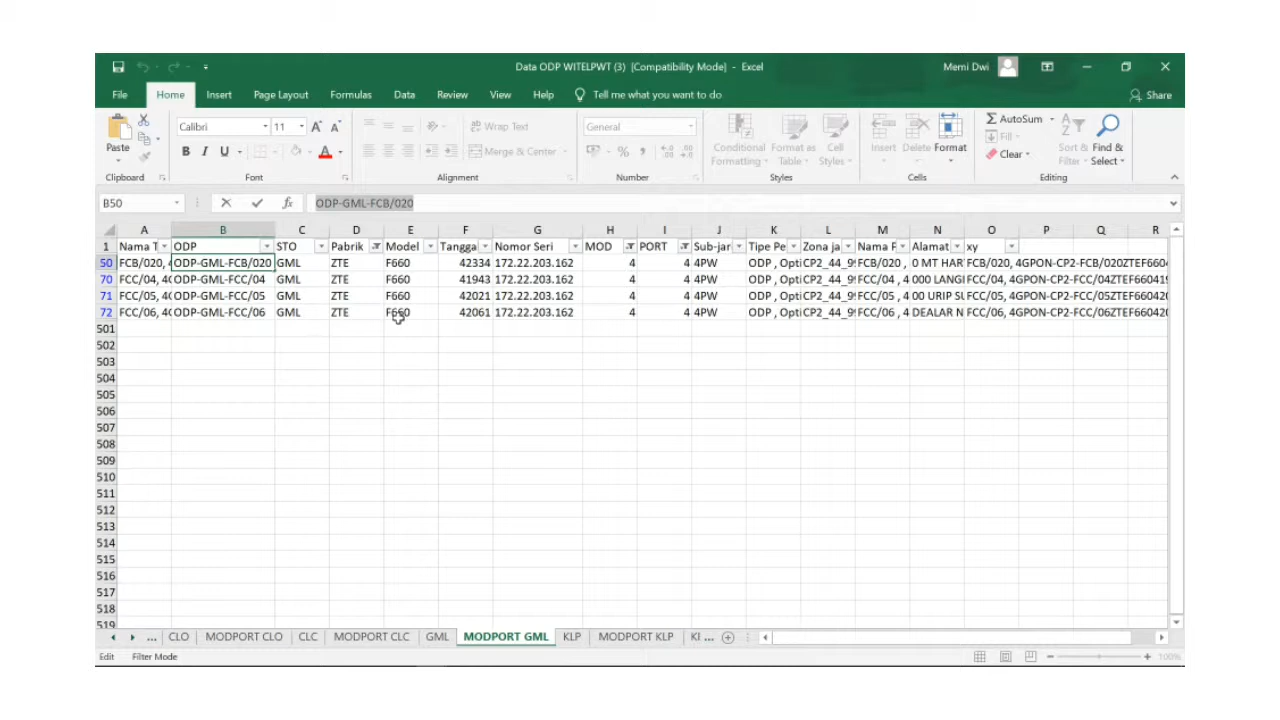 Data ODP WITELPWT (3) [Compatibility Mode] - Excel
Memi Dwi
File Home Insert Page Layout Formulas Data Review View Help Tell me what you want to do Share
Paste
Calibri 11
B I U
Wrap Text
Merge & Center
General
Conditional Formatting
Format as Table
Cell Styles
Insert Delete Format
AutoSum
Fill
Clear
Sort & Filter
Find & Select
Clipboard Font Alignment Number Styles Cells Editing
B50 fx ODP-GML-FCB/020
A B C D E F G H I J K L M N O P Q R
1 Nama T ODP STO Pabrik Model Tangga Nomor Seri MOD PORT Sub-jar Tipe Pe Zona ja Nama F Alamat xy
50 FCB/020, 4 ODP-GML-FCB/020 GML ZTE F660 42334 172.22.203.162 4 4 4PW ODP , Opti CP2_44_9 FCB/020 , 0 MT HAR FCB/020, 4GPON-CP2-FCB/020ZTEF6604
70 FCC/04, 4 ODP-GML-FCC/04 GML ZTE F660 41943 172.22.203.162 4 4 4PW ODP , Opti CP2_44_9 FCC/04 , 4 000 LANGI FCC/04, 4GPON-CP2-FCC/04ZTEF660419
71 FCC/05, 4 ODP-GML-FCC/05 GML ZTE F660 42021 172.22.203.162 4 4 4PW ODP , Opti CP2_44_9 FCC/05 , 4 00 URIP SU FCC/05, 4GPON-CP2-FCC/05ZTEF660420
72 FCC/06, 4 ODP-GML-FCC/06 GML ZTE F660 42061 172.22.203.162 4 4 4PW ODP , Opti CP2_44_9 FCC/06 , 4 DEALAR N FCC/06, 4GPON-CP2-FCC/06ZTEF660420
501
502
503
504
505
506
507
508
509
510
511
512
513
514
515
516
517
518
519
... CLO MODPORT CLO CLC MODPORT CLC GML MODPORT GML KLP MODPORT KLP KI ...
Edit Filter Mode 100%